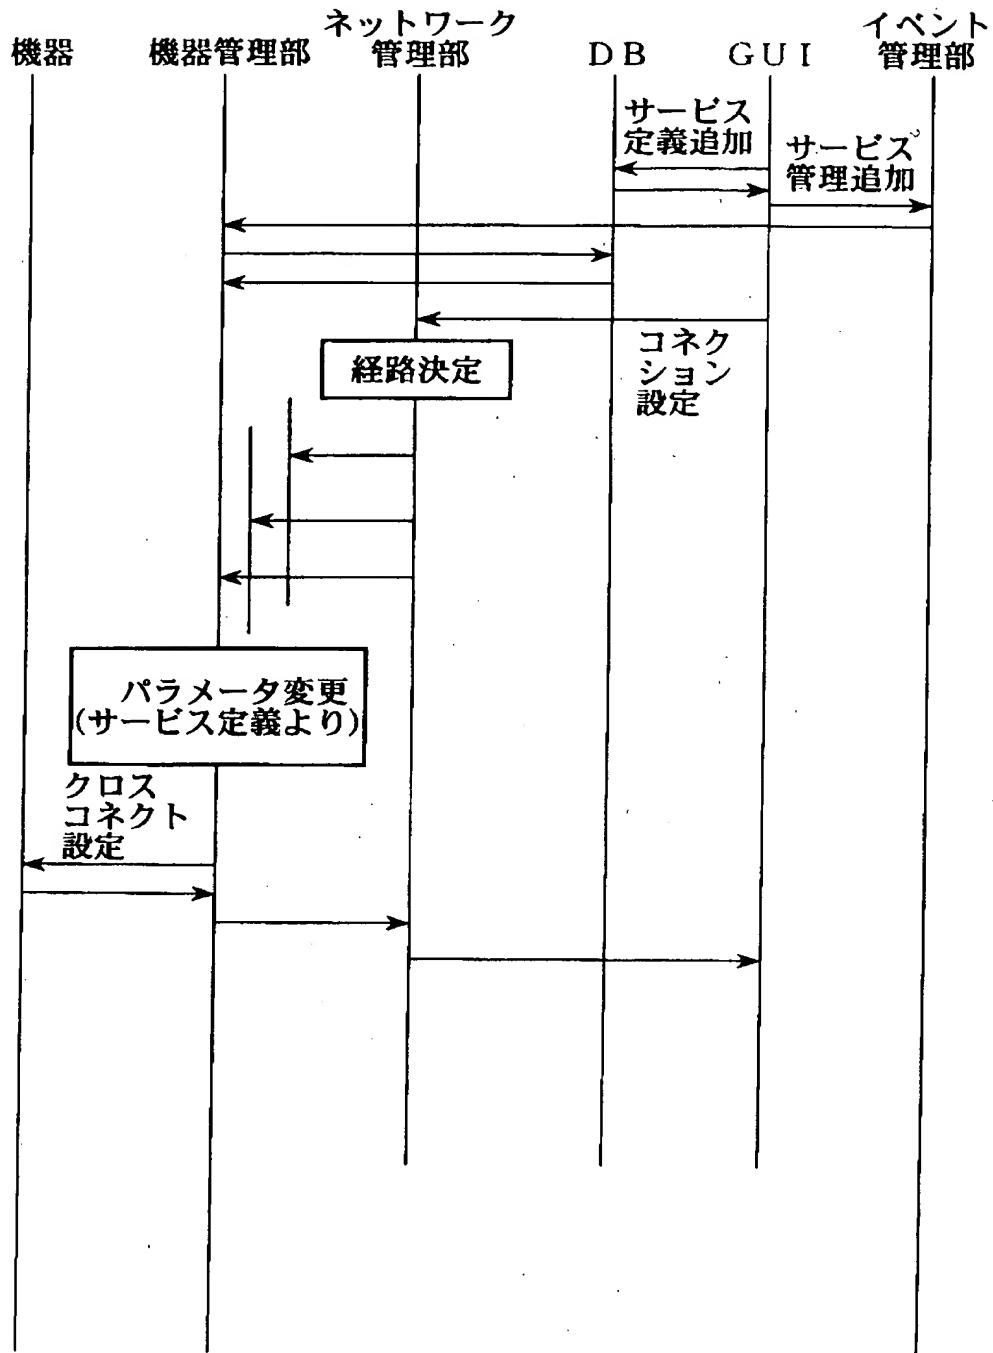 機器
機器管理部
ネットワーク
管理部
ＤＢ
ＧＵＩ
イベント
管理部
サービス
定義追加
サービス
管理追加
コネク
ション
設定
経路決定
パラメータ変更
(サービス定義より)
クロス
コネクト
設定